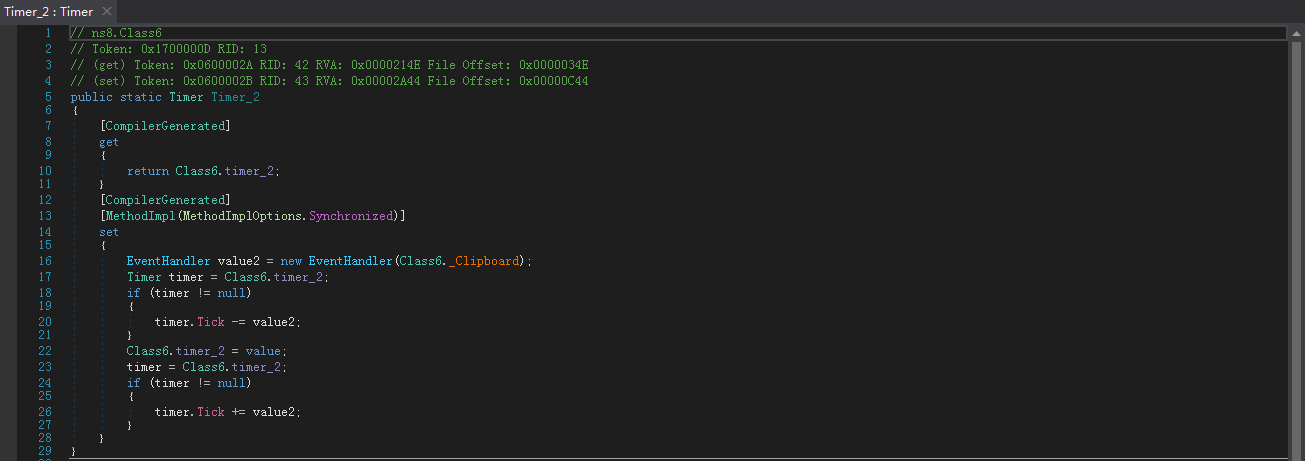 Timer_2 : Timer ×
1 // ns8.Class6
2 // Token: 0x1700000D RID: 13
3 // (get) Token: 0x0600002A RID: 42 RVA: 0x0000214E File Offset: 0x0000034E
4 // (set) Token: 0x0600002B RID: 43 RVA: 0x00002A44 File Offset: 0x00000C44
5 public static Timer Timer_2
6 {
7 [CompilerGenerated]
8 get
9 {
10 return Class6.timer_2;
11 }
12 [CompilerGenerated]
13 [MethodImpl(MethodImplOptions.Synchronized)]
14 set
15 {
16 EventHandler value2 = new EventHandler(Class6._Clipboard);
17 Timer timer = Class6.timer_2;
18 if (timer != null)
19 {
20 timer.Tick -= value2;
21 }
22 Class6.timer_2 = value;
23 timer = Class6.timer_2;
24 if (timer != null)
25 {
26 timer.Tick += value2;
27 }
28 }
29 }